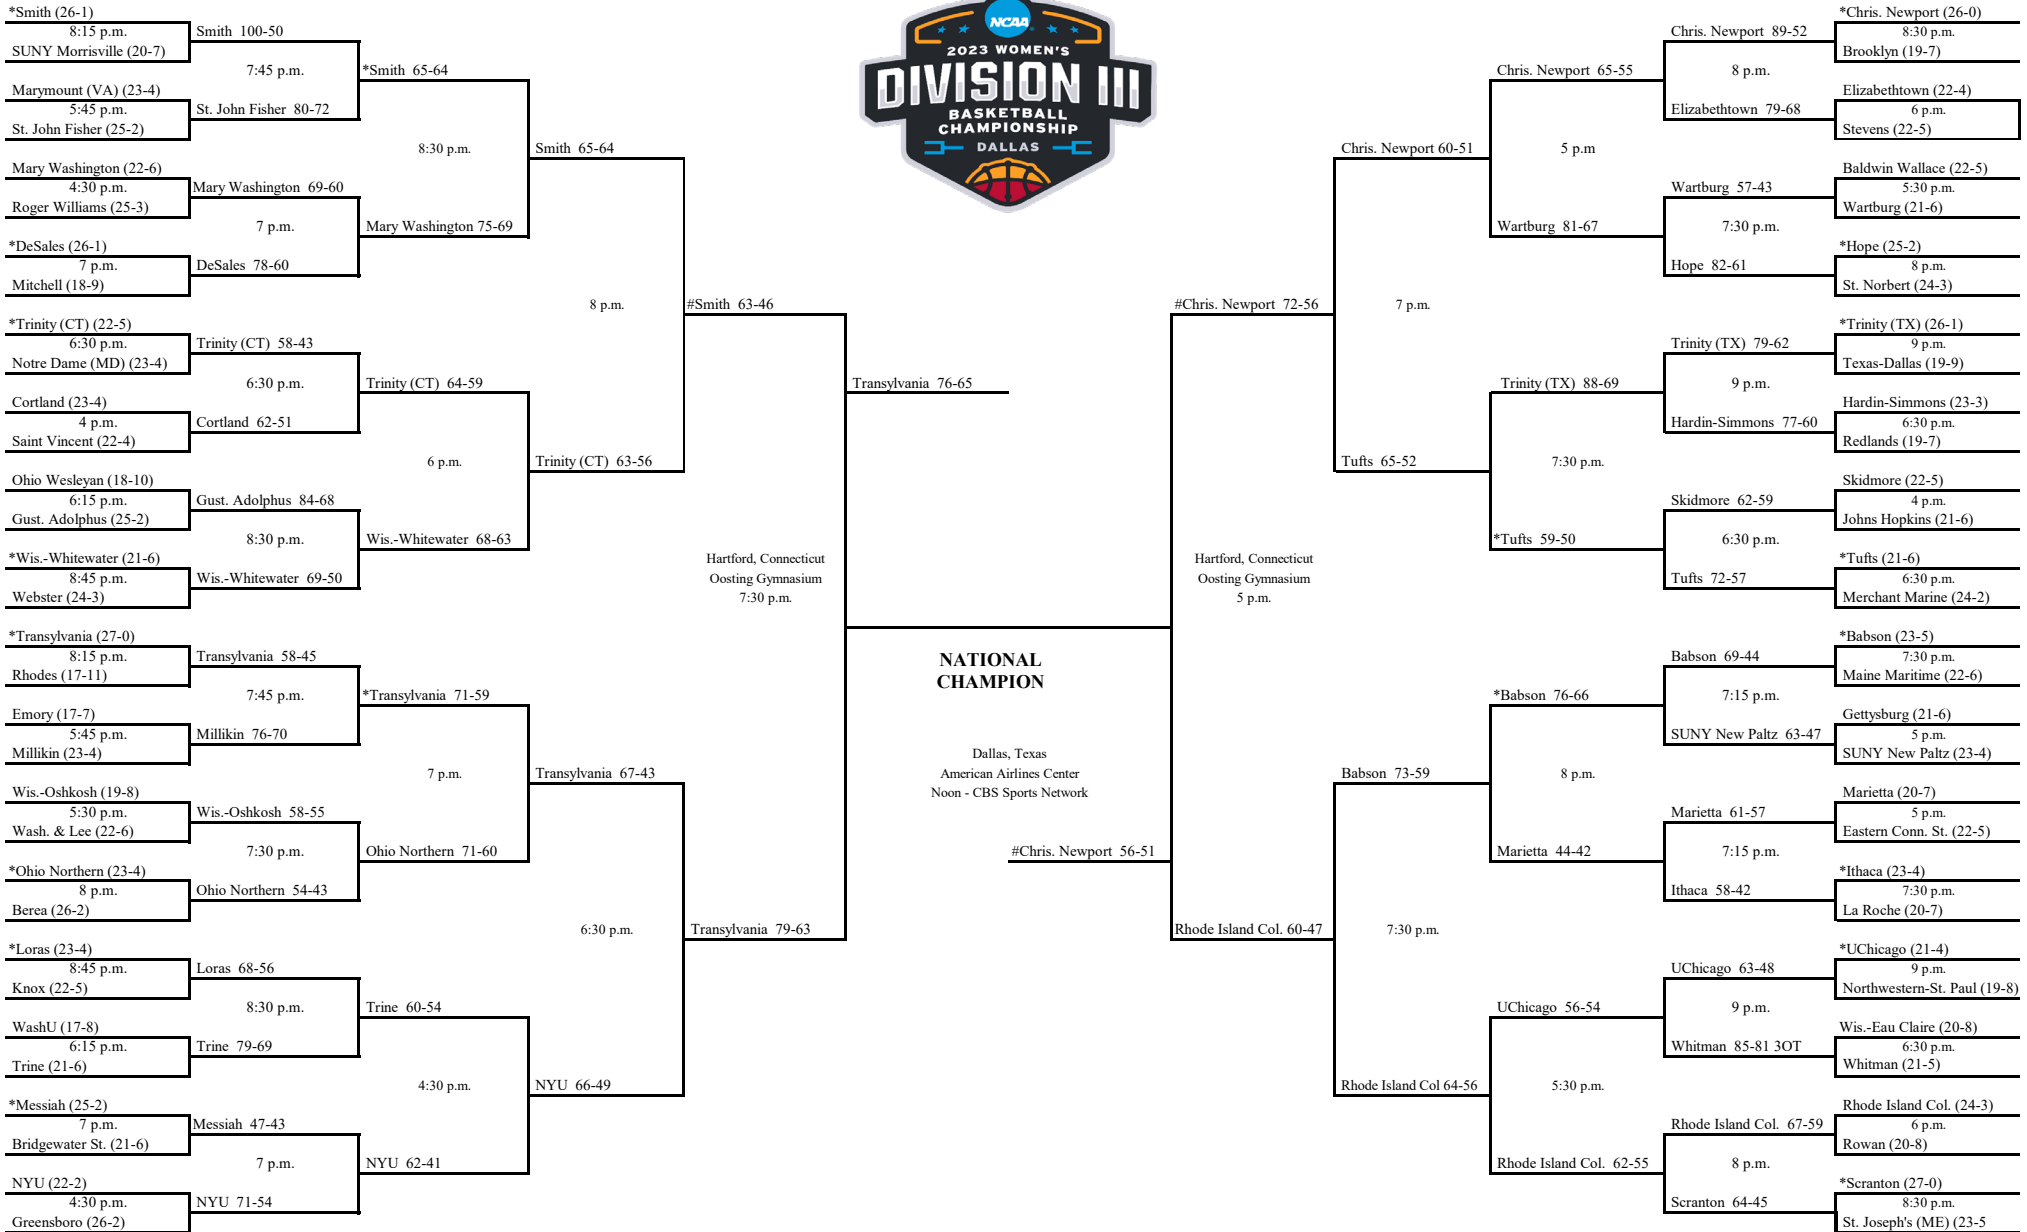 *Smith (26-1)
8:15 p.m.
SUNY Morrisville (20-7)
Marymount (VA) (23-4)
5:45 p.m.
St. John Fisher (25-2)
Mary Washington (22-6)
4:30 p.m.
Roger Williams (25-3)
*DeSales (26-1)
7 p.m.
Mitchell (18-9)
*Trinity (CT) (22-5)
6:30 p.m.
Notre Dame (MD) (23-4)
Cortland (23-4)
4 p.m.
Saint Vincent (22-4)
Ohio Wesleyan (18-10)
6:15 p.m.
Gust. Adolphus (25-2)
*Wis.-Whitewater (21-6)
8:45 p.m.
Webster (24-3)
*Transylvania (27-0)
8:15 p.m.
Rhodes (17-11)
Emory (17-7)
5:45 p.m.
Millikin (23-4)
Wis.-Oshkosh (19-8)
5:30 p.m.
Wash. & Lee (22-6)
*Ohio Northern (23-4)
8 p.m.
Berea (26-2)
*Loras (23-4)
8:45 p.m.
Knox (22-5)
WashU (17-8)
6:15 p.m.
Trine (21-6)
*Messiah (25-2)
7 p.m.
Bridgewater St. (21-6)
NYU (22-2)
4:30 p.m.
Greensboro (26-2)
Smith 100-50
7:45 p.m.
St. John Fisher 80-72
Mary Washington 69-60
7 p.m.
DeSales 78-60
Trinity (CT) 58-43
6:30 p.m.
Cortland 62-51
Gust. Adolphus 84-68
8:30 p.m.
Wis.-Whitewater 69-50
Transylvania 58-45
7:45 p.m.
Millikin 76-70
Wis.-Oshkosh 58-55
7:30 p.m.
Ohio Northern 54-43
Loras 68-56
8:30 p.m.
Trine 79-69
Messiah 47-43
7 p.m.
NYU 71-54
*Smith 65-64
8:30 p.m.
Mary Washington 75-69
Trinity (CT) 64-59
6 p.m.
Wis.-Whitewater 68-63
*Transylvania 71-59
7 p.m.
Ohio Northern 71-60
Trine 60-54
4:30 p.m.
NYU 62-41
Smith 65-64
8 p.m.
Trinity (CT) 63-56
Transylvania 67-43
6:30 p.m.
NYU 66-49
#Smith 63-46
Hartford, Connecticut
Oosting Gymnasium
7:30 p.m.
Transylvania 79-63
Transylvania 76-65
NCAA
2023 WOMEN'S
DIVISION III
BASKETBALL
CHAMPIONSHIP
DALLAS
NATIONAL
CHAMPION
Dallas, Texas
American Airlines Center
Noon - CBS Sports Network
#Chris. Newport 56-51
#Chris. Newport 72-56
Hartford, Connecticut
Oosting Gymnasium
5 p.m.
Rhode Island Col. 60-47
Chris. Newport 60-51
7 p.m.
Tufts 65-52
Babson 73-59
7:30 p.m.
Rhode Island Col 64-56
Chris. Newport 65-55
5 p.m
Wartburg 81-67
Trinity (TX) 88-69
7:30 p.m.
*Tufts 59-50
*Babson 76-66
8 p.m.
Marietta 44-42
UChicago 56-54
5:30 p.m.
Rhode Island Col. 62-55
Chris. Newport 89-52
8 p.m.
Elizabethtown 79-68
Wartburg 57-43
7:30 p.m.
Hope 82-61
Trinity (TX) 79-62
9 p.m.
Hardin-Simmons 77-60
Skidmore 62-59
6:30 p.m.
Tufts 72-57
Babson 69-44
7:15 p.m.
SUNY New Paltz 63-47
Marietta 61-57
7:15 p.m.
Ithaca 58-42
UChicago 63-48
9 p.m.
Whitman 85-81 3OT
Rhode Island Col. 67-59
8 p.m.
Scranton 64-45
*Chris. Newport (26-0)
8:30 p.m.
Brooklyn (19-7)
Elizabethtown (22-4)
6 p.m.
Stevens (22-5)
Baldwin Wallace (22-5)
5:30 p.m.
Wartburg (21-6)
*Hope (25-2)
8 p.m.
St. Norbert (24-3)
*Trinity (TX) (26-1)
9 p.m.
Texas-Dallas (19-9)
Hardin-Simmons (23-3)
6:30 p.m.
Redlands (19-7)
Skidmore (22-5)
4 p.m.
Johns Hopkins (21-6)
*Tufts (21-6)
6:30 p.m.
Merchant Marine (24-2)
*Babson (23-5)
7:30 p.m.
Maine Maritime (22-6)
Gettysburg (21-6)
5 p.m.
SUNY New Paltz (23-4)
Marietta (20-7)
5 p.m.
Eastern Conn. St. (22-5)
*Ithaca (23-4)
7:30 p.m.
La Roche (20-7)
*UChicago (21-4)
9 p.m.
Northwestern-St. Paul (19-8)
Wis.-Eau Claire (20-8)
6:30 p.m.
Whitman (21-5)
Rhode Island Col. (24-3)
6 p.m.
Rowan (20-8)
*Scranton (27-0)
8:30 p.m.
St. Joseph's (ME) (23-5